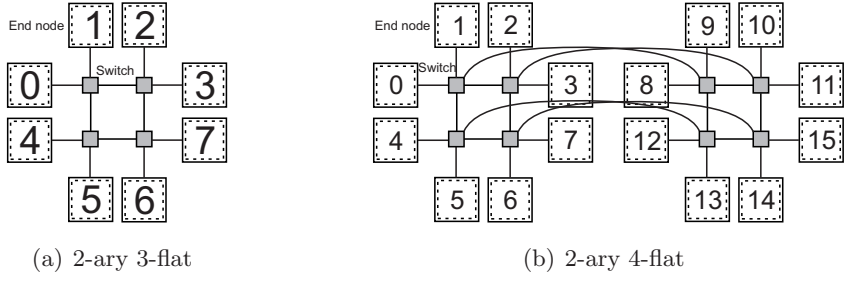 End node 1 2
Switch
0 3
4 7
5 6
(a) 2-ary 3-flat
End node 1 2 9 10
Switch
0 3 8 11
4 7 12 15
5 6 13 14
(b) 2-ary 4-flat